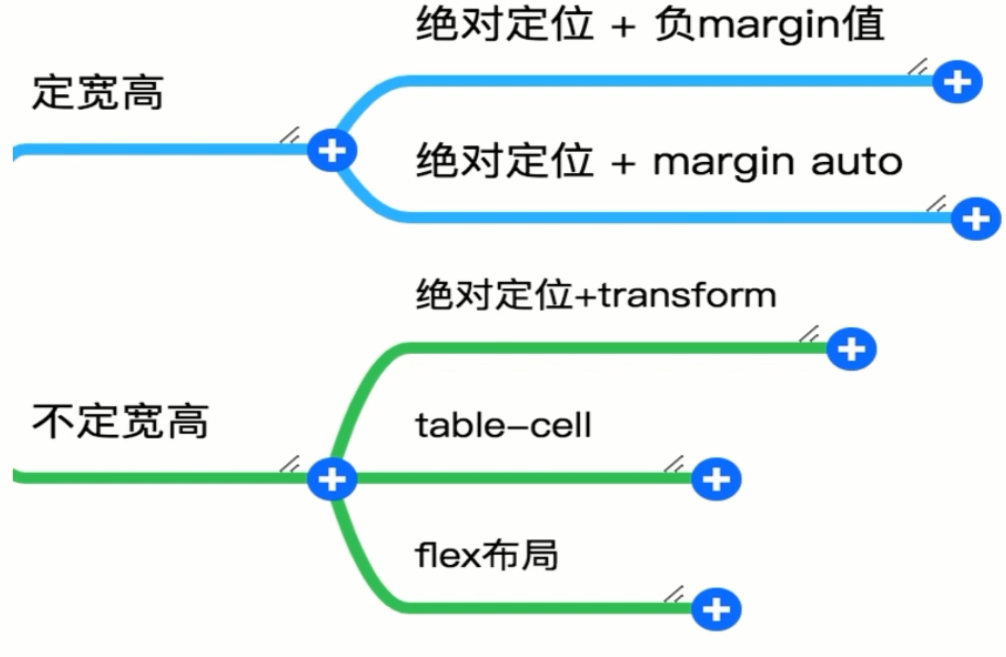 绝对定位 + 负margin值
定宽高
绝对定位 + margin auto
绝对定位+transform
不定宽高
table-cell
flex布局